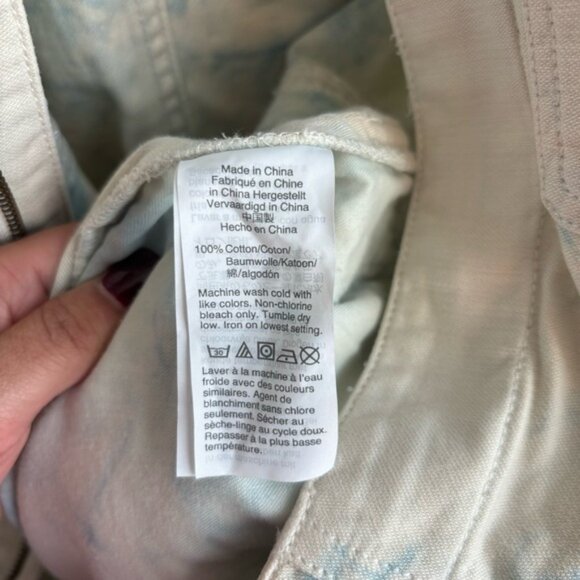 Made in China
Fabriqué en Chine
in China Hergestellt
Vervaardigd in China
中国製
Hecho en China
100% Cotton/Coton/
Baumwolle/Katoen/
綿/algodón
Machine wash cold with
like colors. Non-chlorine
bleach only. Tumble dry
low. Iron on lowest setting.
30
Laver à la machine à l'eau
froide avec des couleurs
similaires. Agent de
blanchiment sans chlore
seulement. Sécher au
sèche-linge au cycle doux.
Repasser à la plus basse
température.